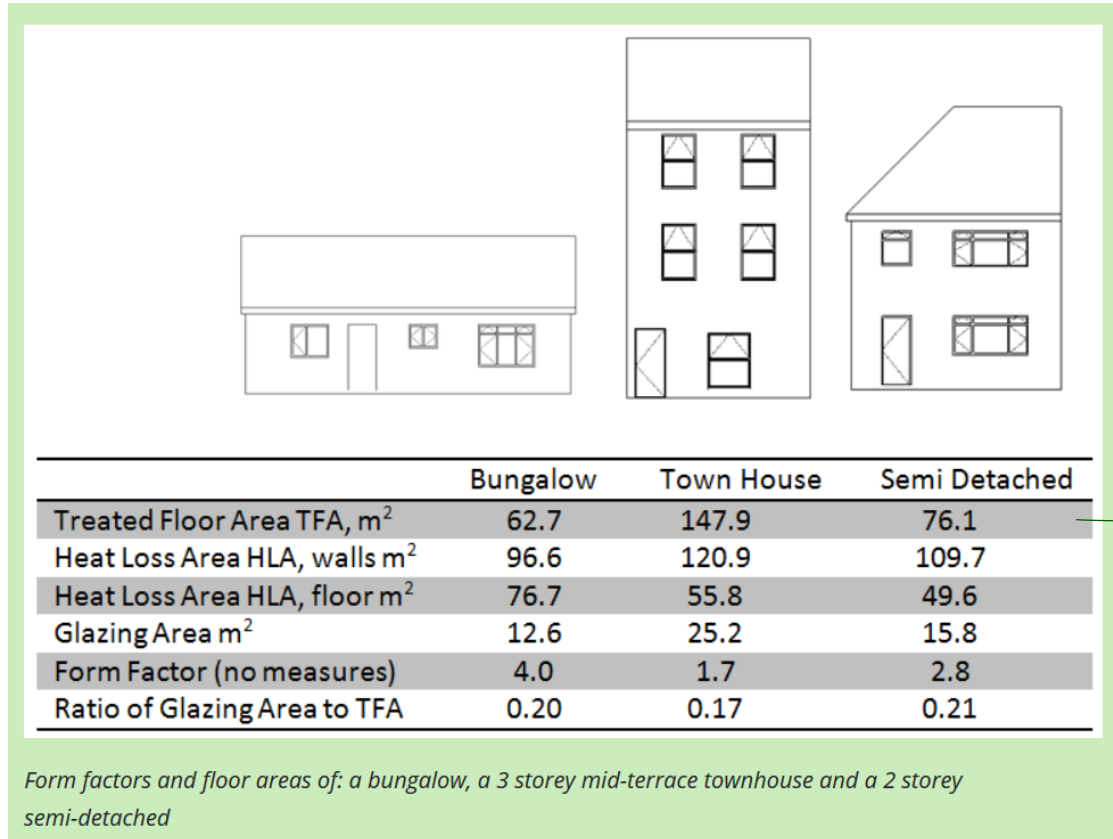 Bungalow Town House Semi Detached
Treated Floor Area TFA, m² 62.7 147.9 76.1
Heat Loss Area HLA, walls m² 96.6 120.9 109.7
Heat Loss Area HLA, floor m² 76.7 55.8 49.6
Glazing Area m² 12.6 25.2 15.8
Form Factor (no measures) 4.0 1.7 2.8
Ratio of Glazing Area to TFA 0.20 0.17 0.21
Form factors and floor areas of: a bungalow, a 3 storey mid-terrace townhouse and a 2 storey
semi-detached